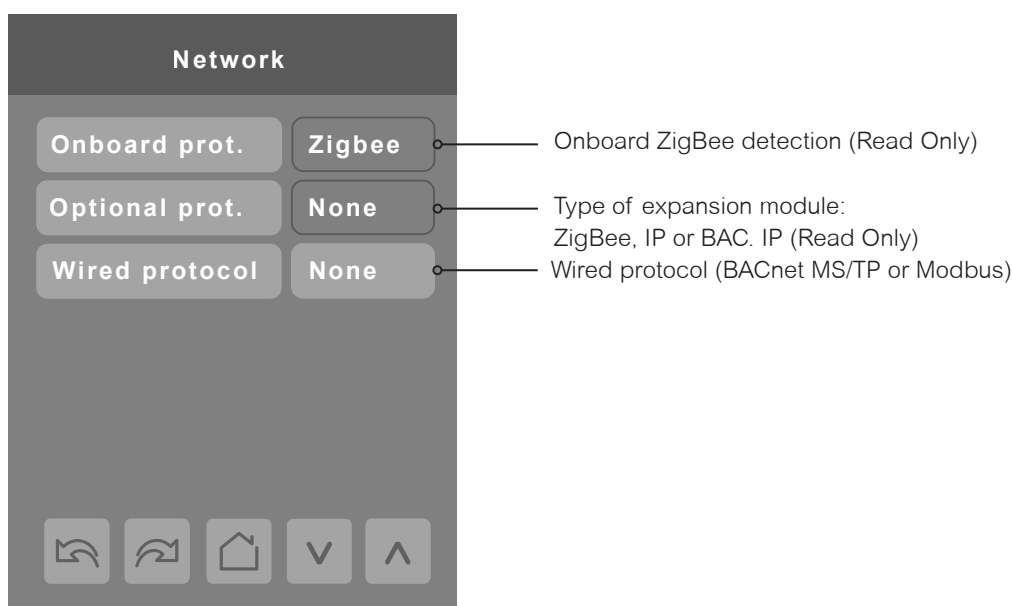 Network
Onboard prot. Zigbee
Onboard ZigBee detection (Read Only)
Optional prot. None
Type of expansion module:
ZigBee, IP or BAC. IP (Read Only)
Wired protocol None
Wired protocol (BACnet MS/TP or Modbus)